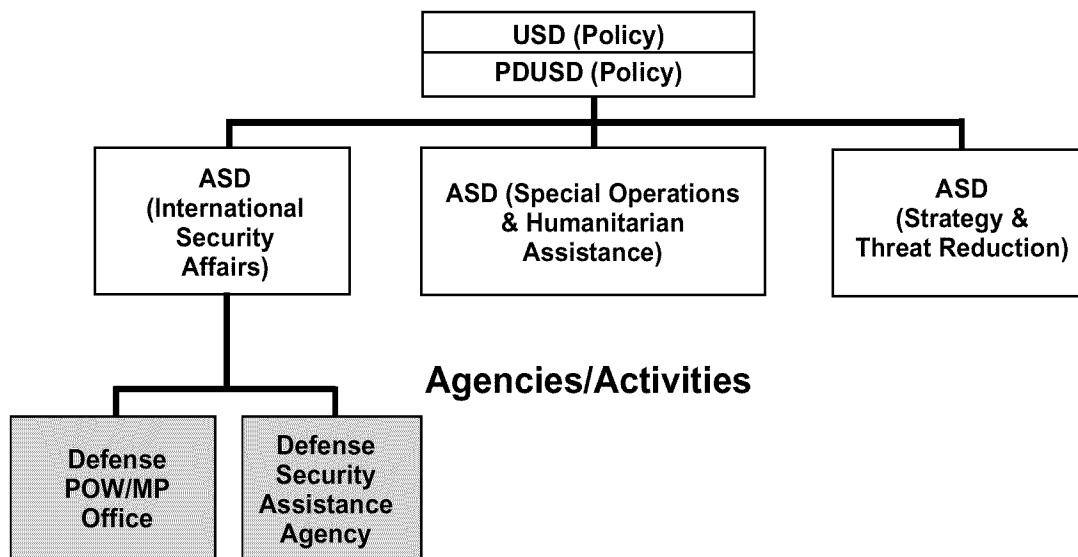 USD (Policy)
PDUSD (Policy)
ASD
(International
Security
Affairs)
ASD (Special Operations
& Humanitarian
Assistance)
ASD
(Strategy &
Threat Reduction)
Agencies/Activities
Defense
POW/MP
Office
Defense
Security
Assistance
Agency